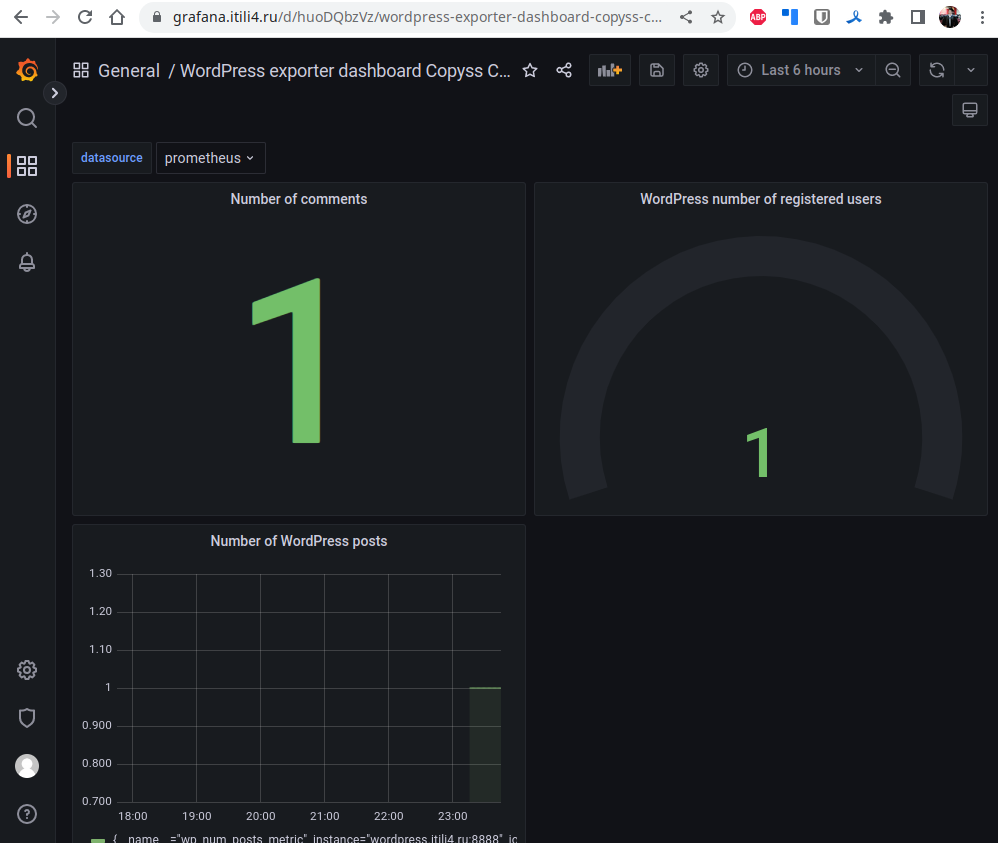 grafana.itili4.ru/d/huoDQbzVz/wordpress-exporter-dashboard-copyss-c...
ABP
General / WordPress exporter dashboard Copyss C...
Last 6 hours
datasource
prometheus
Number of comments
1
WordPress number of registered users
1
Number of WordPress posts
1.30
1.20
1.10
1
0.900
0.800
0.700
18:00 19:00 20:00 21:00 22:00 23:00
{__name__="wp_num_posts_metric", instance="wordpress.itili4.ru:8888"